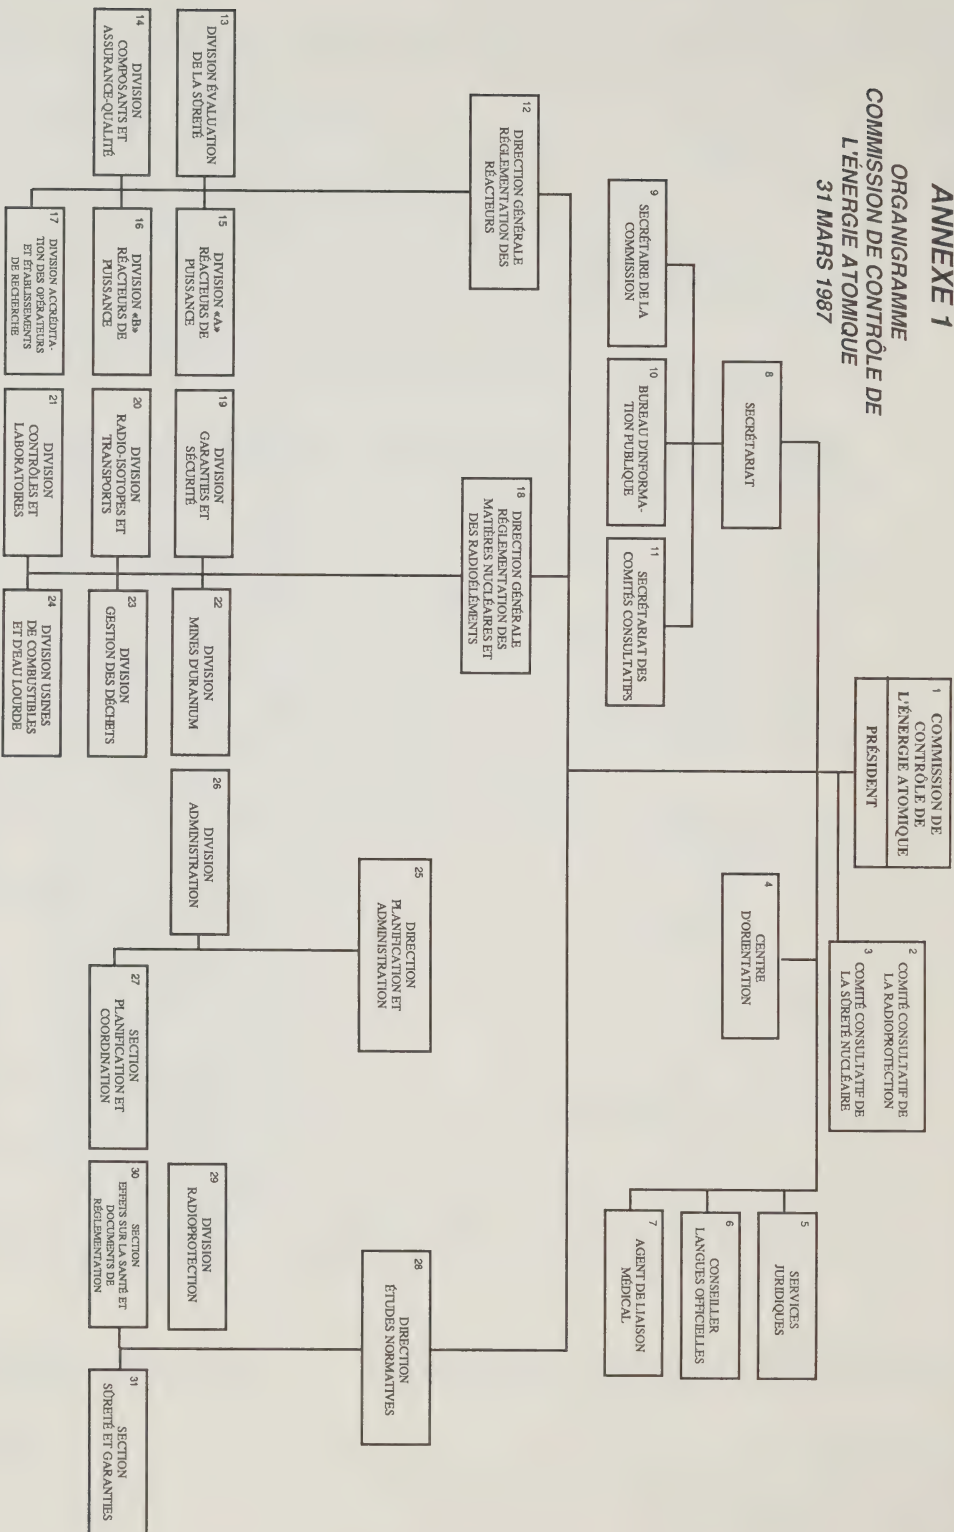 ANNEXE 1
ORGANIGRAMME
COMMISSION DE CONTRÔLE DE
L'ÉNERGIE ATOMIQUE
31 MARS 1987
1 COMMISSION DE
CONTRÔLE DE
L'ÉNERGIE ATOMIQUE
PRÉSIDENT
2 COMITÉ CONSULTATIF DE
LA RADIOPROTECTION
3 COMITÉ CONSULTATIF DE
LA SÛRETÉ NUCLÉAIRE
4 CENTRE
D'ORIENTATION
5 SERVICES
JURIDIQUES
6 CONSEILLER
LANGUES OFFICIELLES
7 AGENT DE LIAISON
MÉDICAL
8 SECRÉTARIAT
9 SECRÉTAIRE DE LA
COMMISSION
10 BUREAU D'INFORMA-
TION PUBLIQUE
11 SECRÉTARIAT DES
COMITÉS CONSULTATIFS
12 DIRECTION GÉNÉRALE
RÉGLEMENTATION DES
RÉACTEURS
13 DIVISION ÉVALUATION
DE LA SÛRETÉ
14 DIVISION
COMPOSANTS ET
ASSURANCE-QUALITÉ
15 DIVISION «A»
RÉACTEURS DE
PUISSANCE
16 DIVISION «B»
RÉACTEURS DE
PUISSANCE
17 DIVISION ACCRÉDITA-
TION DES OPÉRATEURS
ET ÉTABLISSEMENTS
DE RECHERCHE
18 DIRECTION GÉNÉRALE
RÉGLEMENTATION DES
MATIÈRES NUCLÉAIRES ET
DES RADIOÉLÉMENTS
19 DIVISION
GARANTIES ET
SÉCURITÉ
20 DIVISION
RADIO-ISOTOPES ET
TRANSPORTS
21 DIVISION
CONTRÔLES ET
LABORATOIRES
22 DIVISION
MINES D'URANIUM
23 DIVISION
GESTION DES DÉCHETS
24 DIVISION USINES
DE COMBUSTIBLES
ET D'EAU LOURDE
25 DIRECTION
PLANIFICATION ET
ADMINISTRATION
26 DIVISION
ADMINISTRATION
27 SECTION
PLANIFICATION ET
COORDINATION
28 DIRECTION
ÉTUDES NORMATIVES
29 DIVISION
RADIOPROTECTION
30 SECTION
EFFETS SUR LA SANTÉ ET
DOCUMENTS DE
RÉGLEMENTATION
31 SECTION
SÛRETÉ ET GARANTIES